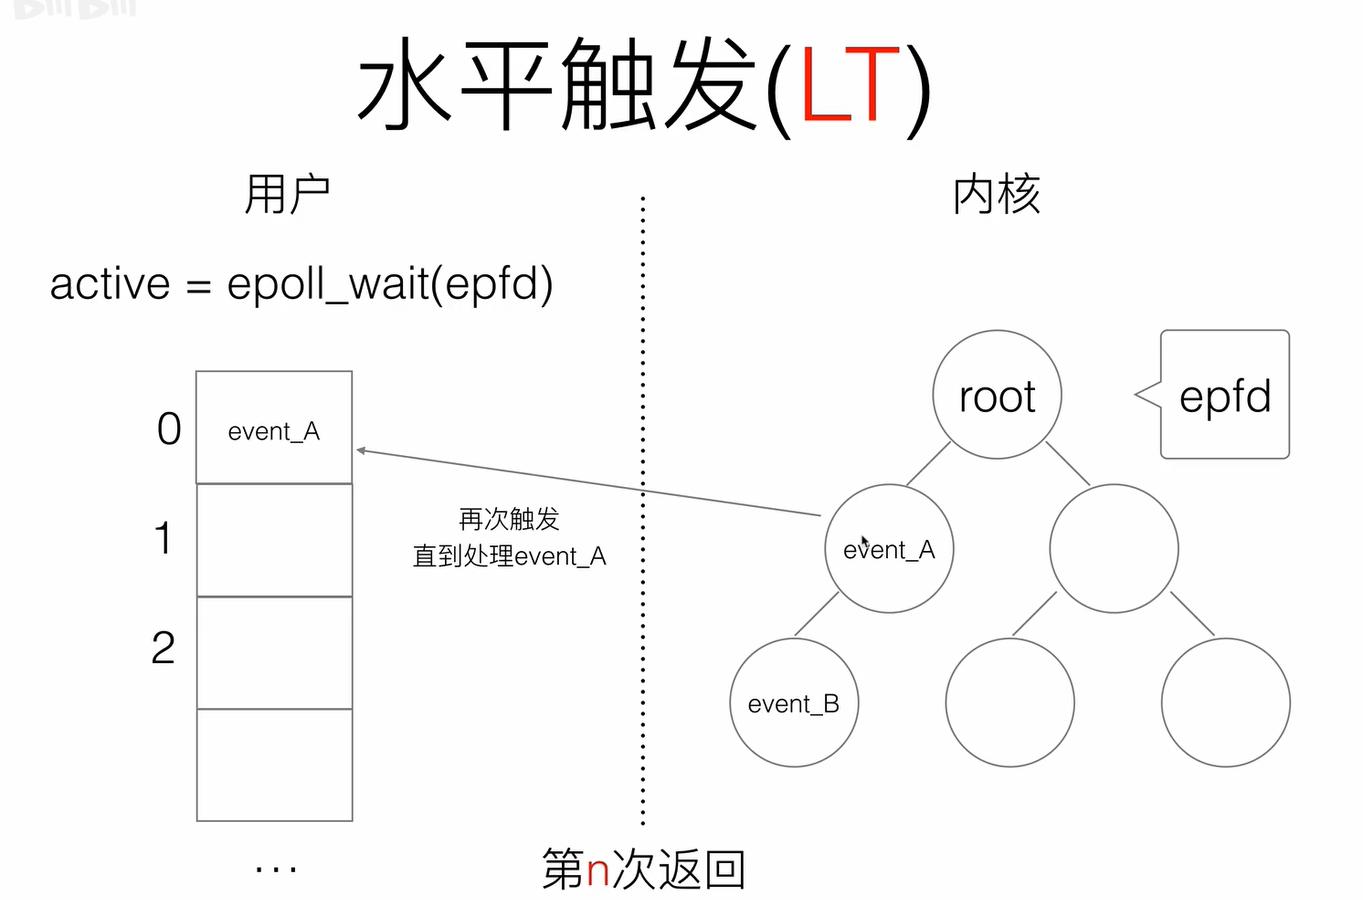 水平触发(LT)
用户
内核
active = epoll_wait(epfd)
root
epfd
0
event_A
1
再次触发
直到处理event_A
event_A
2
event_B
...
第n次返回